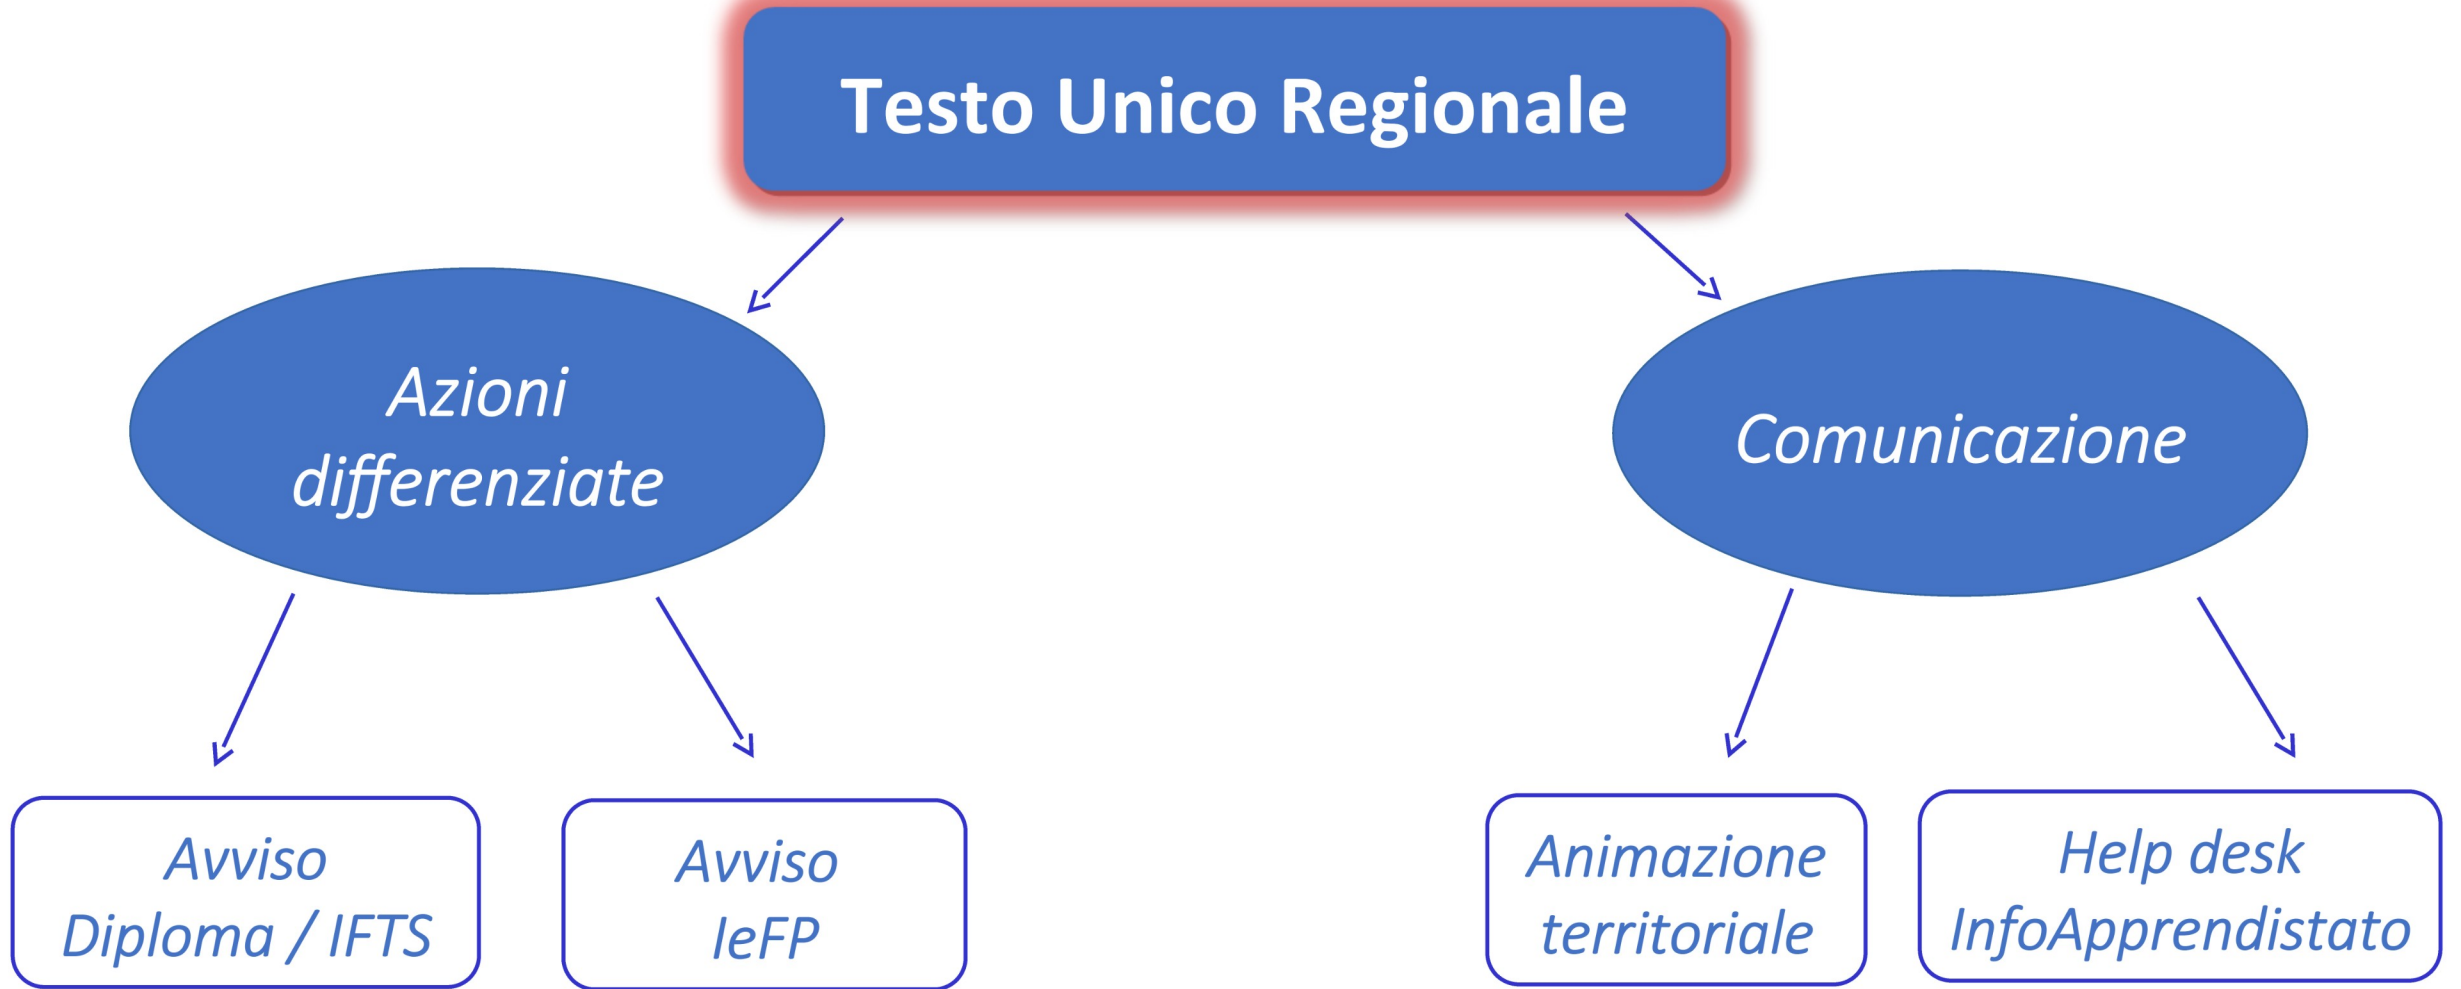 Testo Unico Regionale
Azioni
differenziate
Comunicazione
Avviso
Diploma / IFTS
Avviso
IeFP
Animazione
territoriale
Help desk
InfoApprendistato